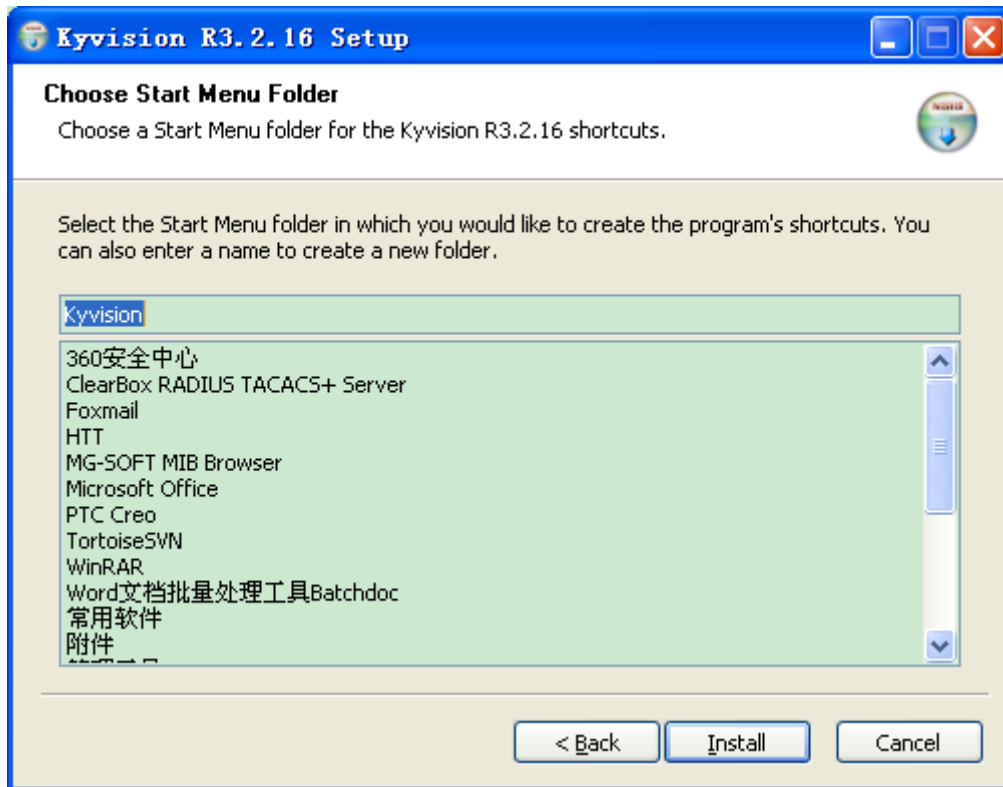 Kyvision R3.2.16 Setup
Choose Start Menu Folder
Choose a Start Menu folder for the Kyvision R3.2.16 shortcuts.
Select the Start Menu folder in which you would like to create the program's shortcuts. You
can also enter a name to create a new folder.
Kyvision
360安全中心
ClearBox RADIUS TACACS+ Server
Foxmail
HTT
MG-SOFT MIB Browser
Microsoft Office
PTC Creo
TortoiseSVN
WinRAR
Word文档批量处理工具Batchdoc
常用软件
附件
< Back
Install
Cancel